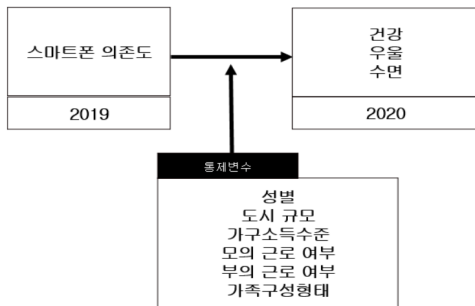 스마트폰 의존도
2019
건강
우울
수면
2020
통제변수
성별
도시 규모
가구소득수준
모의 근로 여부
부의 근로 여부
가족구성형태